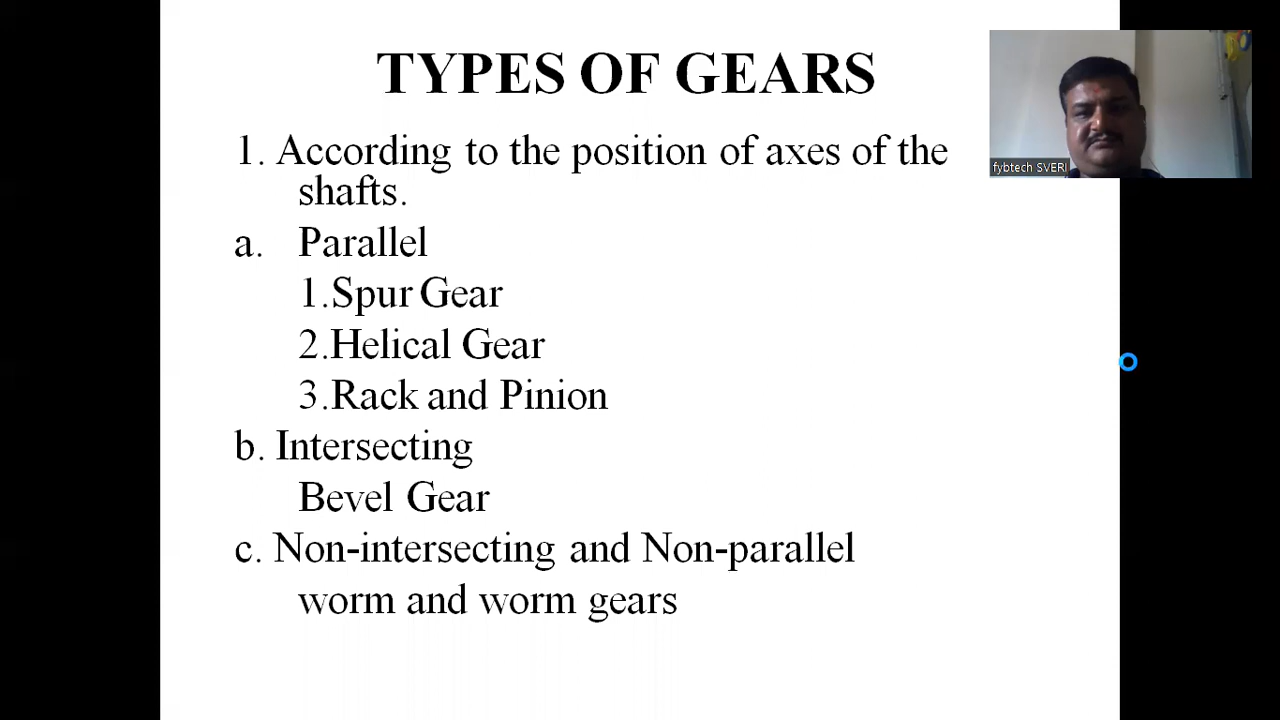 TYPES OF GEARS
1. According to the position of axes of the
shafts.
a. Parallel
1.Spur Gear
2.Helical Gear
3.Rack and Pinion
b. Intersecting
Bevel Gear
c. Non-intersecting and Non-parallel
worm and worm gears
fybtech SVERI